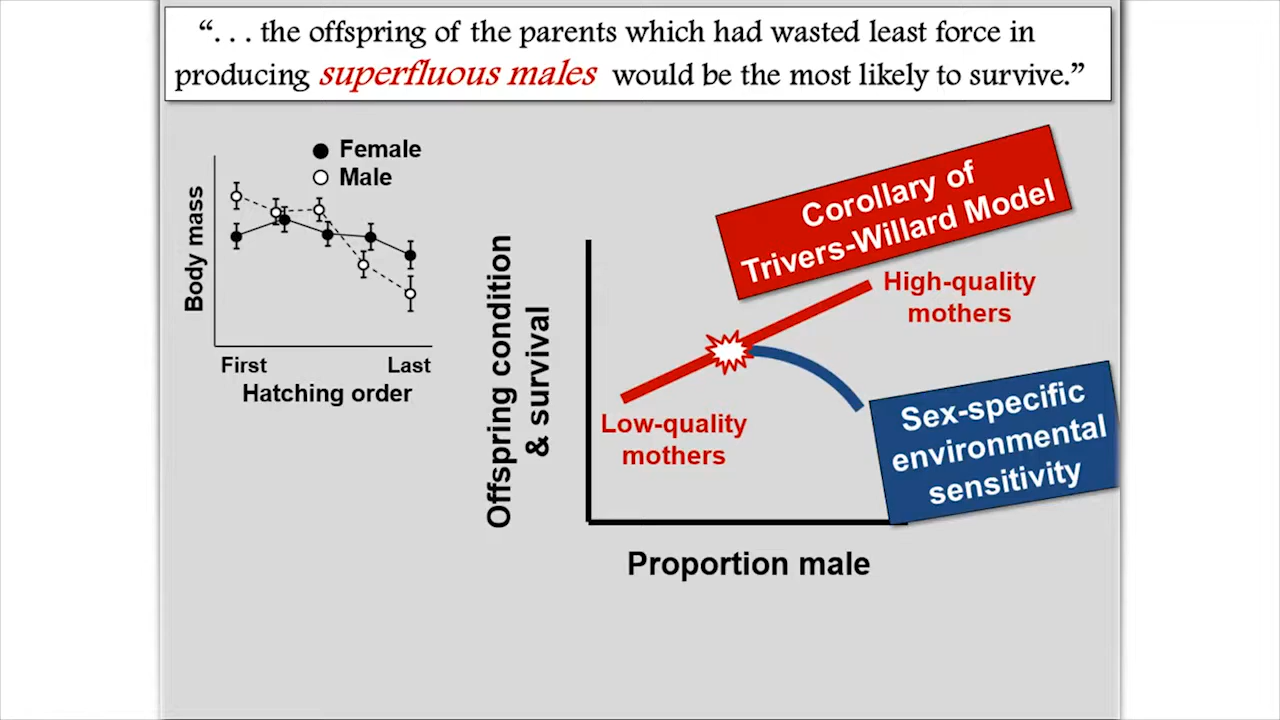 “. . . the offspring of the parents which had wasted least force in
producing superfluous males would be the most likely to survive.”
Female
Male
Body mass
First
Last
Hatching order
Offspring condition
& survival
Corollary of
Trivers-Willard Model
High-quality
mothers
Low-quality
mothers
Sex-specific
environmental
sensitivity
Proportion male